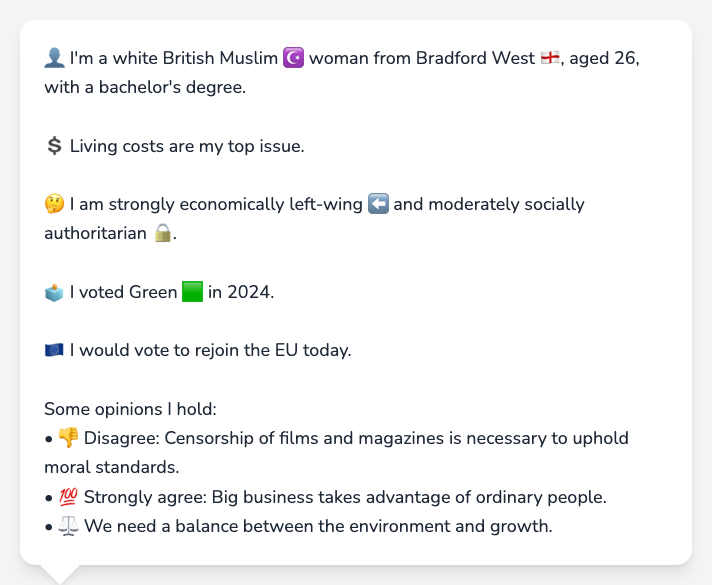 👤 I'm a white British Muslim ☪️ woman from Bradford West 🏴󠁧󠁢󠁥󠁮󠁧󠁿, aged 26,
with a bachelor's degree.
💲 Living costs are my top issue.
🤔 I am strongly economically left-wing ⬅️ and moderately socially
authoritarian 🔒.
🗳️ I voted Green 🟩 in 2024.
🇪🇺 I would vote to rejoin the EU today.
Some opinions I hold:
• 👎 Disagree: Censorship of films and magazines is necessary to uphold
moral standards.
• 💯 Strongly agree: Big business takes advantage of ordinary people.
• ⚖️ We need a balance between the environment and growth.